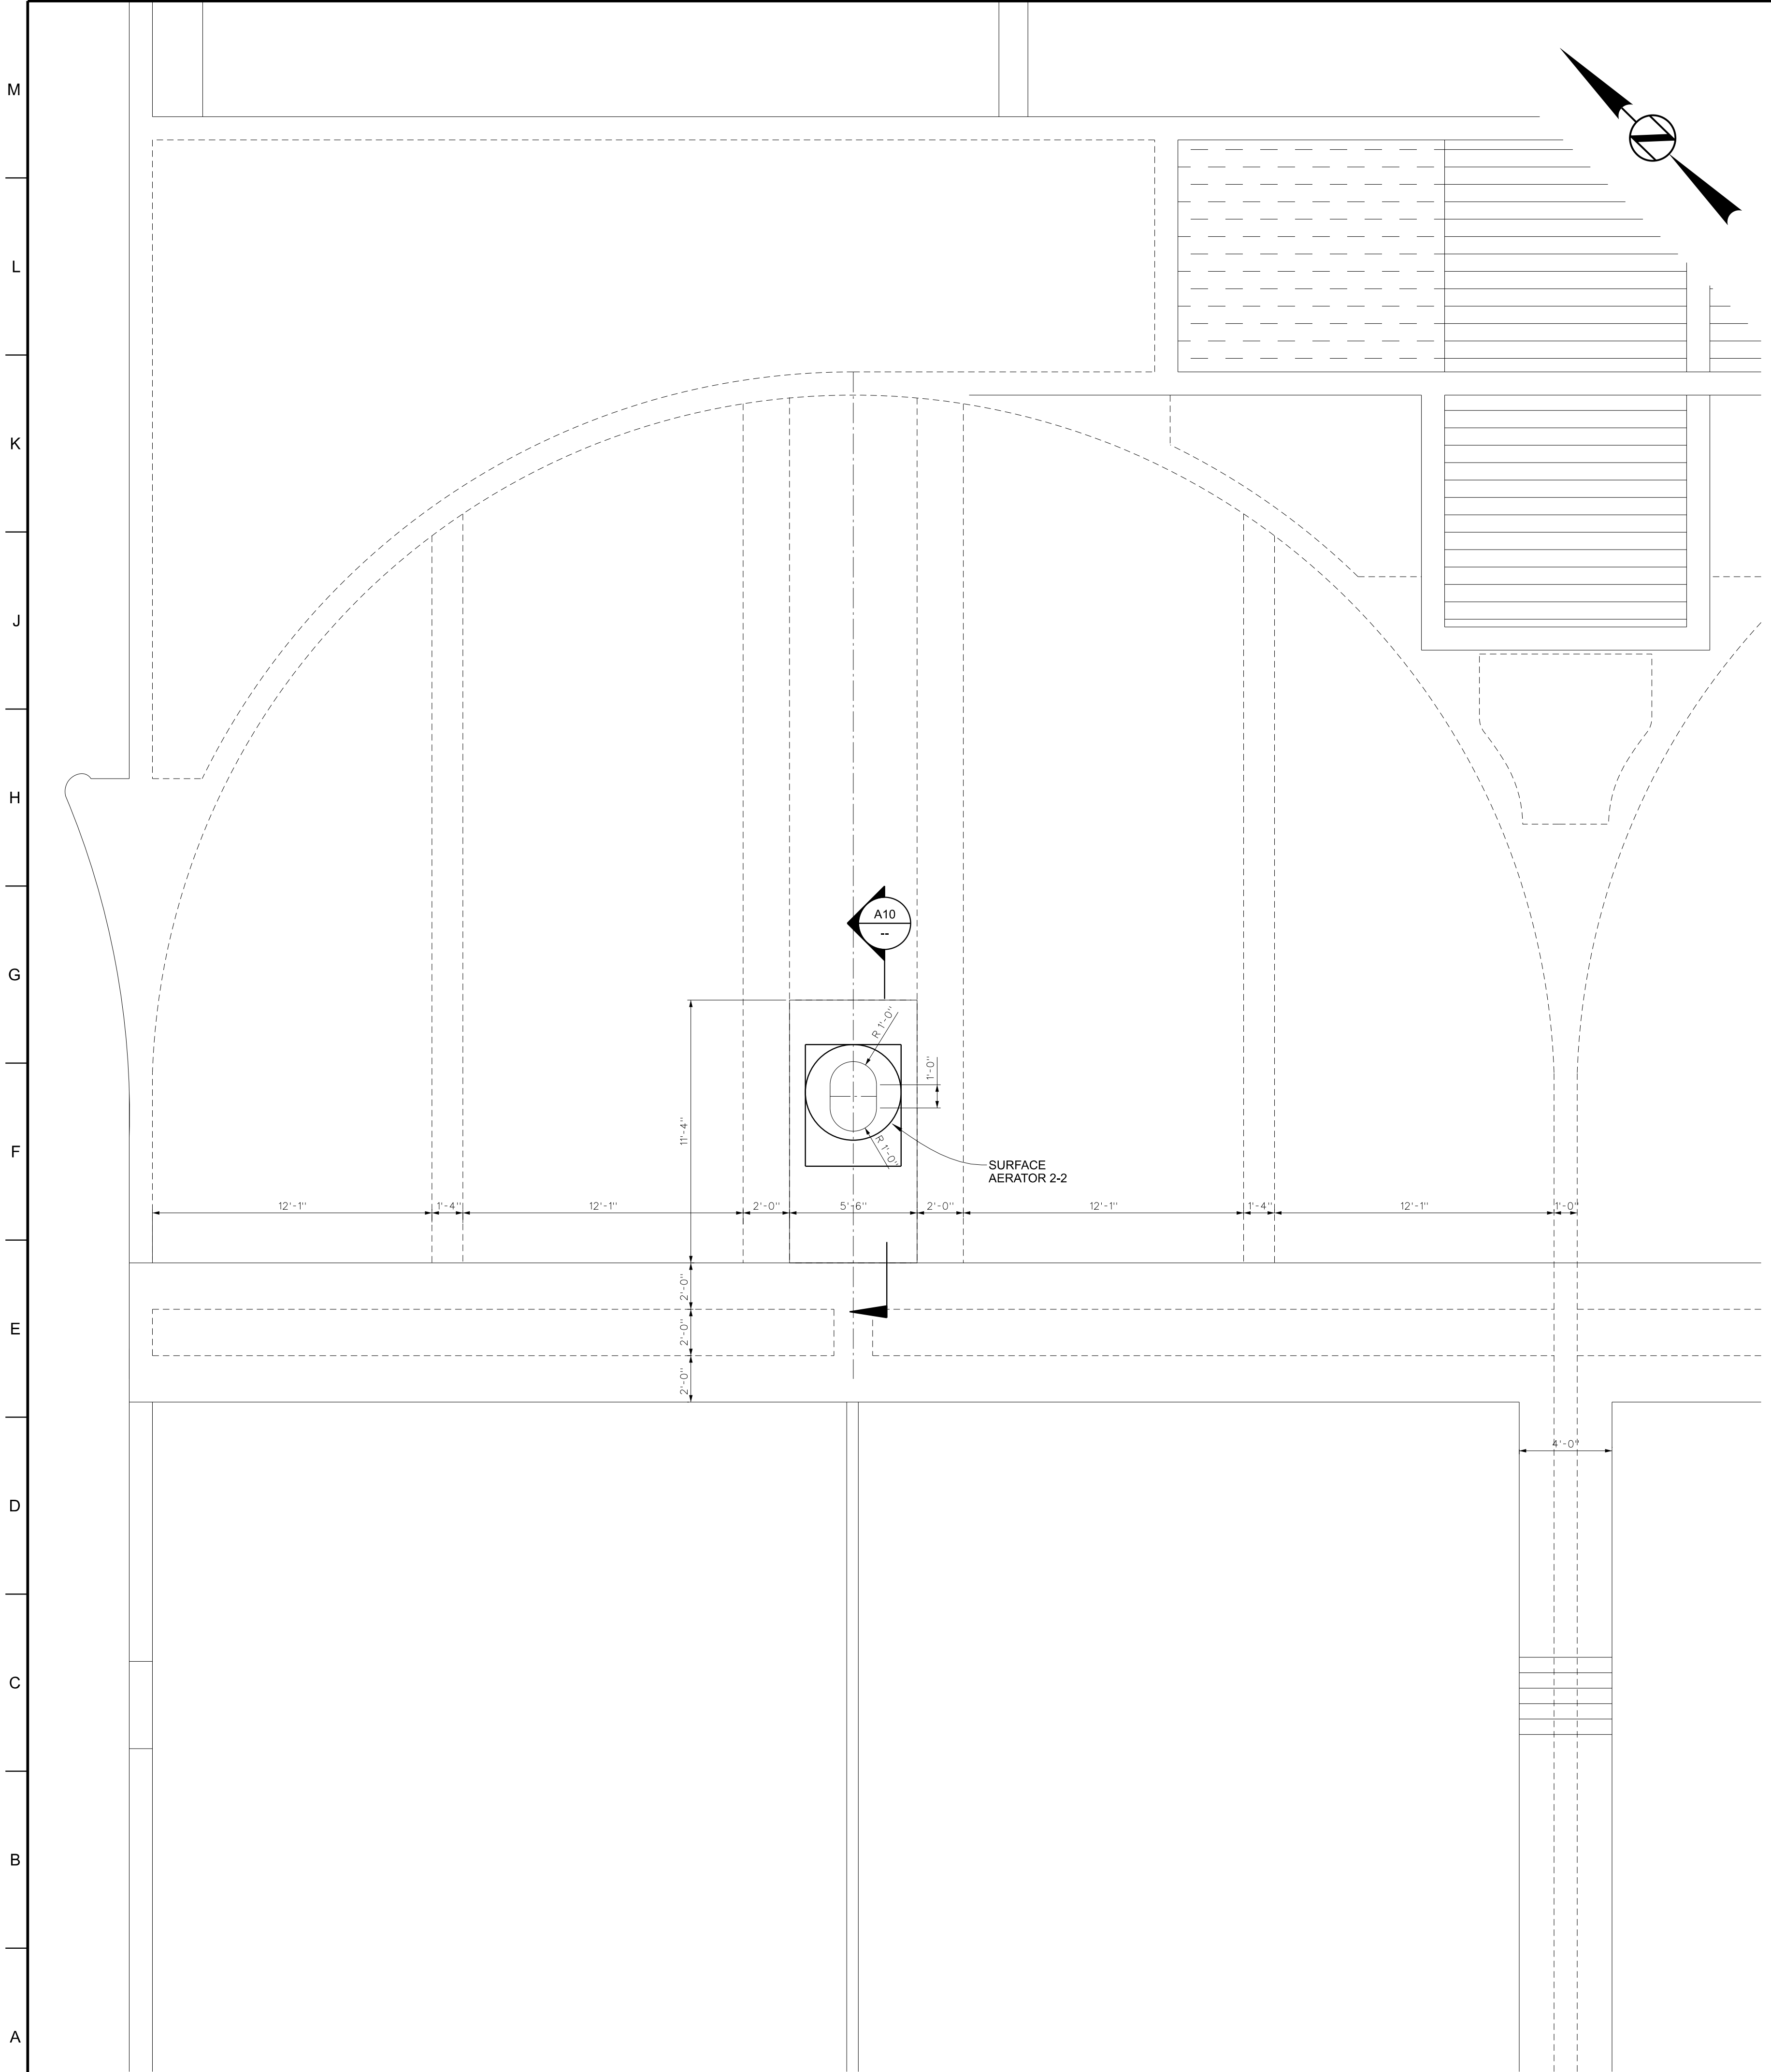 M
L
K
J
H
A10
--
G
R 1'-0"
1'-0"
11'-4"
F
R 1'-0"
SURFACE
AERATOR 2-2
12'-1" 1'-4" 12'-1" 2'-0" 5'-6" 2'-0" 12'-1" 1'-4" 12'-1" 1'-0"
2'-0"
E
2'-0"
2'-0"
4'-0"
D
C
B
A